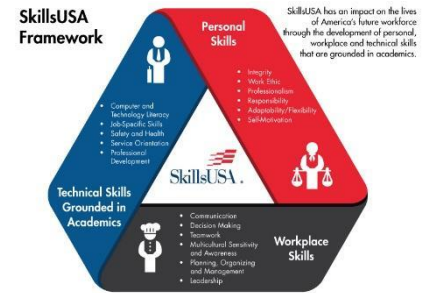 SkillsUSA
Framework
SkillsUSA has an impact on the lives
of America's future workforce
through the development of personal,
workplace and technical skills
that are grounded in academics.
Personal
Skills
• Integrity
• Work Ethic
• Professionalism
• Responsibility
• Adaptability/Flexibility
• Self-Motivation
• Computer and
Technology Literacy
• Job-Specific Skills
• Safety and Health
• Service Orientation
• Professional
Development
SkillsUSA.
Technical Skills
Grounded in
Academics
• Communication
• Decision Making
• Teamwork
• Multicultural Sensitivity
and Awareness
• Planning, Organizing
and Management
• Leadership
Workplace
Skills